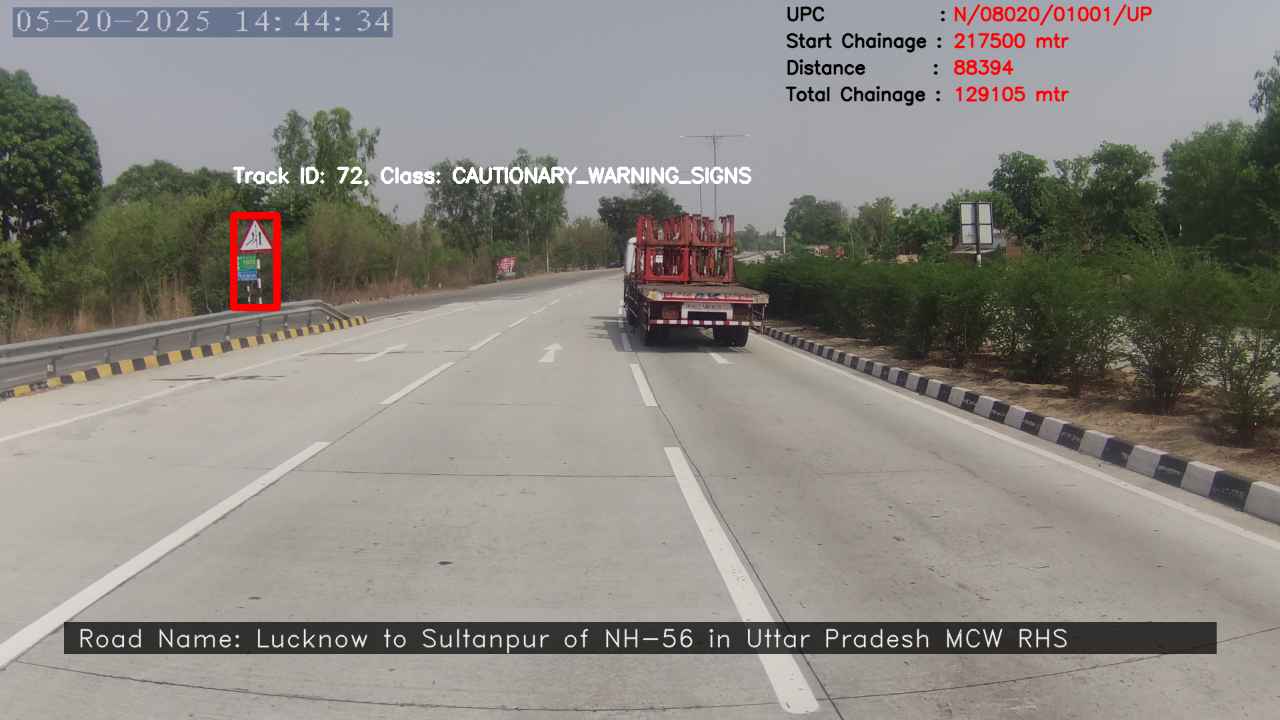 05-20-2025 14:44:34
UPC : N/08020/01001/UP
Start Chainage : 217500 mtr
Distance : 88394
Total Chainage : 129105 mtr
Track ID: 72, Class: CAUTIONARY_WARNING_SIGNS
Road Name: Lucknow to Sultanpur of NH-56 in Uttar Pradesh MCW RHS